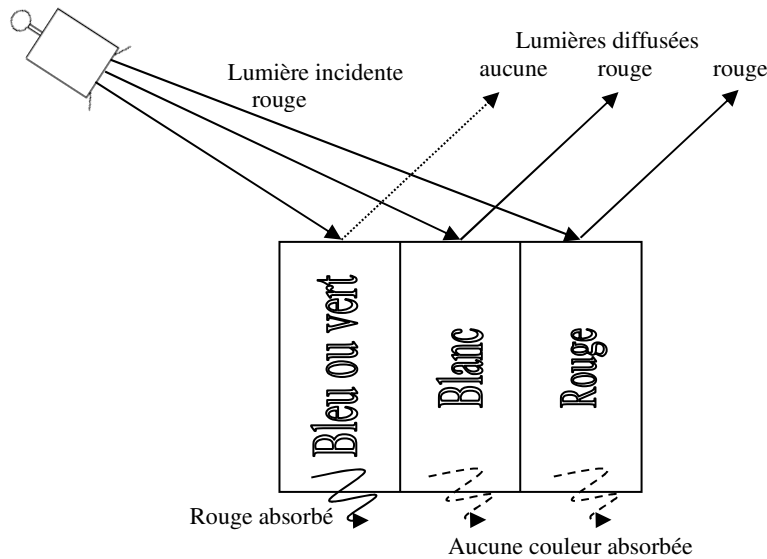 Lumières diffusées
Lumière incidente
rouge
aucune
rouge
rouge
Bleu ou vert
Blanc
Rouge
Rouge absorbé
Aucune couleur absorbée